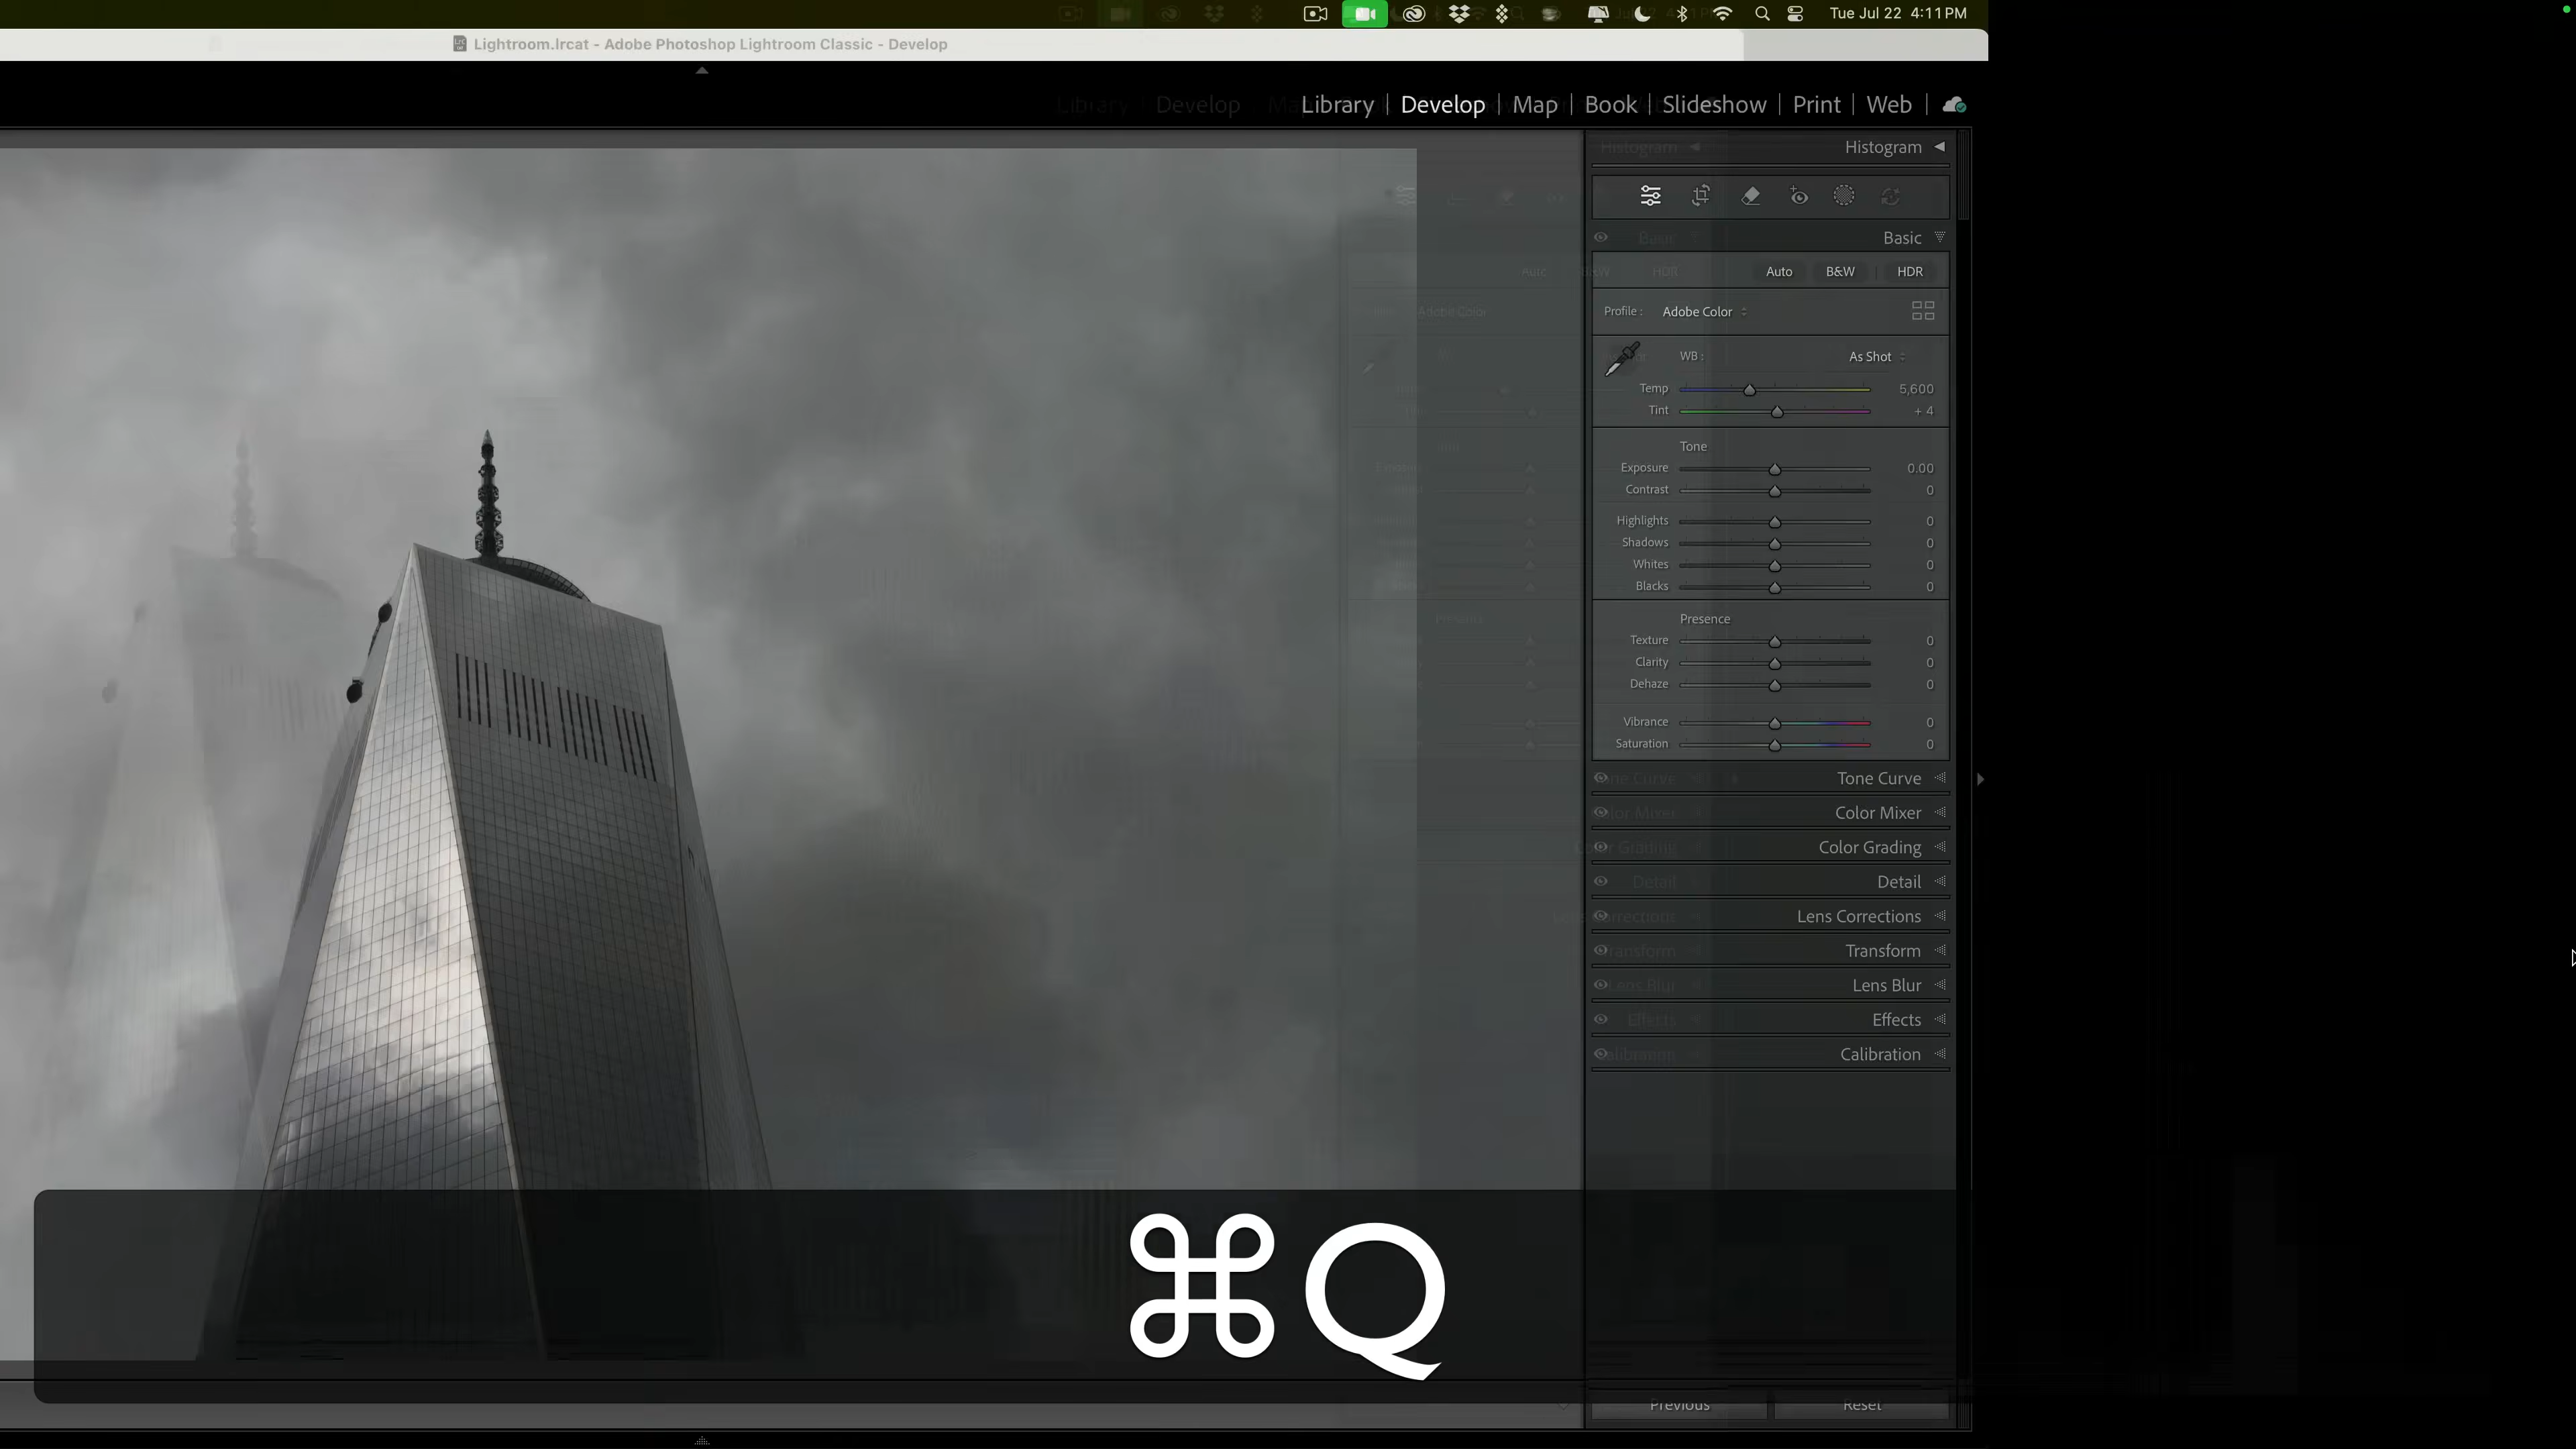 Tue Jul 22 4:11 PM
Lightroom.lrcat - Adobe Photoshop Lightroom Classic - Develop
Library | Develop | Map | Book | Slideshow | Print | Web |
Histogram
Basic
Auto B&W | HDR
Profile : Adobe Color
WB : As Shot
Temp 5,600
Tint + 4
Tone
Exposure 0.00
Contrast 0
Highlights 0
Shadows 0
Whites 0
Blacks 0
Presence
Texture 0
Clarity 0
Dehaze 0
Vibrance 0
Saturation 0
Tone Curve
Color Mixer
Color Grading
Detail
Lens Corrections
Transform
Lens Blur
Effects
Calibration
⌘Q
Previous Reset